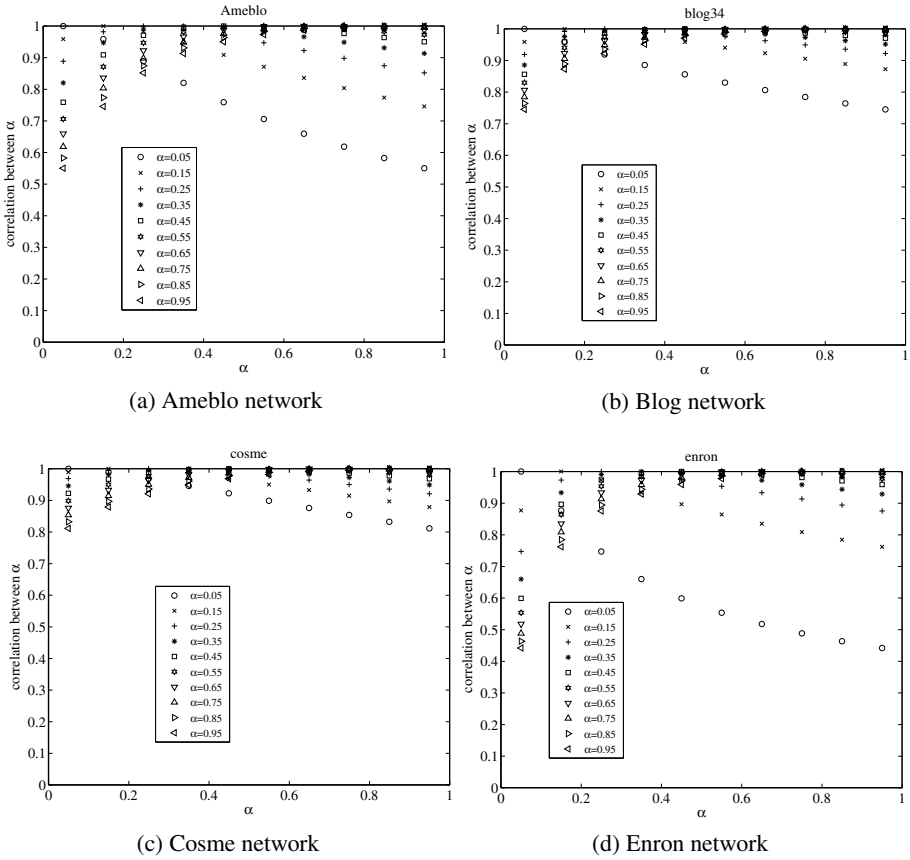 Ameblo
1
0.9
0.8
0.7
0.6
0.5
0.4
0.3
0.2
0.1
0
correlation between α
α=0.05
α=0.15
α=0.25
α=0.35
α=0.45
α=0.55
α=0.65
α=0.75
α=0.85
α=0.95
0 0.2 0.4 0.6 0.8 1
α
(a) Ameblo network
blog34
1
0.9
0.8
0.7
0.6
0.5
0.4
0.3
0.2
0.1
0
correlation between α
α=0.05
α=0.15
α=0.25
α=0.35
α=0.45
α=0.55
α=0.65
α=0.75
α=0.85
α=0.95
0 0.2 0.4 0.6 0.8 1
α
(b) Blog network
cosme
1
0.9
0.8
0.7
0.6
0.5
0.4
0.3
0.2
0.1
0
correlation between α
α=0.05
α=0.15
α=0.25
α=0.35
α=0.45
α=0.55
α=0.65
α=0.75
α=0.85
α=0.95
0 0.2 0.4 0.6 0.8 1
α
(c) Cosme network
enron
1
0.9
0.8
0.7
0.6
0.5
0.4
0.3
0.2
0.1
0
correlation between α
α=0.05
α=0.15
α=0.25
α=0.35
α=0.45
α=0.55
α=0.65
α=0.75
α=0.85
α=0.95
0 0.2 0.4 0.6 0.8 1
α
(d) Enron network